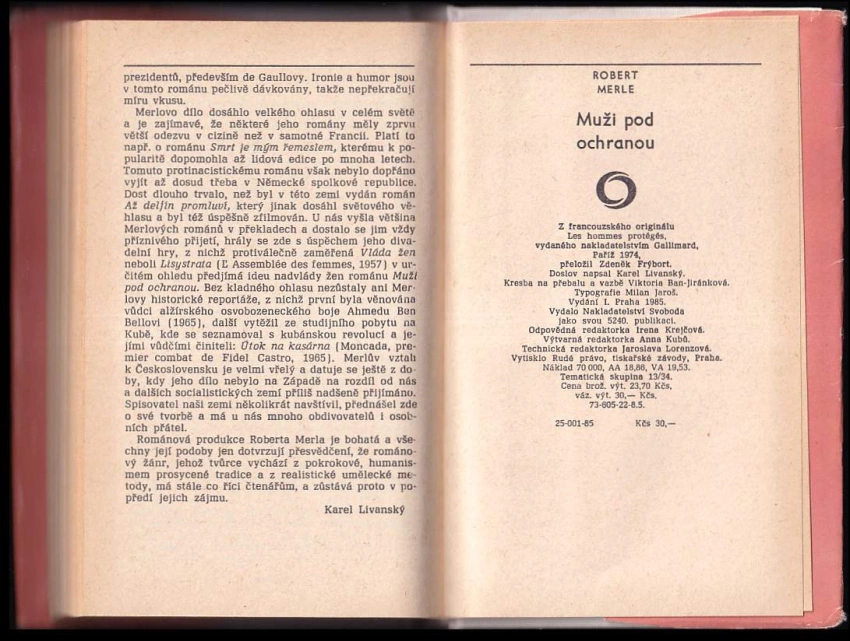 prezidentů, především de Gaullovy. Ironie a humor jsou
v tomto románu pečlivě dávkovány, takže nepřekračují
míru vkusu.
Merlovo dílo dosáhlo velkého ohlasu v celém světě
a je zajímavé, že některé jeho romány měly zprvu
větší odezvu v cizině než v samotné Francii. Platí to
např. o románu Smrt je mým řemeslem, kterému k po-
pularitě dopomohla až lidová edice po mnoha letech.
Tomuto protinacistickému románu však nebylo dopřáno
vyjít až dosud třeba v Německé spolkové republice.
Dost dlouho trvalo, než byl v této zemi vydán román
Až delfín promluví, který jinak dosáhl světového vě-
hlasu a byl též úspěšně zfilmován. U nás vyšla většina
Merlových románů v překladech a dostalo se jim vždy
příznivého přijetí, hrály se zde s úspěchem jeho diva-
delní hry, z nichž protiválečně zaměřená Vláda žen
neboli Lisystrata (L' Assemblée des femmes, 1957) v ur-
čitém ohledu předjímá ideu nadvlády žen románu Muži
pod ochranou. Bez kladného ohlasu nezůstaly ani Mer-
lovy historické reportáže, z nichž první byla věnována
vůdci alžírského osvobozeneckého boje Ahmedu Ben
Bellovi (1965), další vytěžil ze studijního pobytu na
Kubě, kde se seznamoval s kubánskou revolucí a je-
jími vůdčími činiteli: Útok na kasárna (Moncada, pre-
mier combat de Fidel Castro, 1965). Merlův vztah
k Československu je velmi vřelý a datuje se ještě z do-
by, kdy jeho dílo nebylo na Západě na rozdíl od nás
a dalších socialistických zemí příliš nadšeně přijímáno.
Spisovatel naši zemi několikrát navštívil, přednášel zde
o své tvorbě a má u nás mnoho obdivovatelů i osob-
ních přátel.
Románová produkce Roberta Merla je bohatá a vše-
chny její podoby jen dotvrzují přesvědčení, že románo-
vý žánr, jehož tvůrce vychází z pokrokové, humanis-
mem prosycené tradice a z realistické umělecké me-
tody, má stále co říci čtenářům, a zůstává proto v po-
předí jejich zájmu.
Karel Livanský
ROBERT
MERLE
Muži pod
ochranou
Z francouzského originálu
Les hommes protégés,
vydaného nakladatelstvím Gallimard,
Paříž 1974,
přeložil Zdeněk Frýbort.
Doslov napsal Karel Livanský.
Kresba na přebalu a vazbě Viktoria Ban-Jiránková.
Typografie Milan Jaroš.
Vydání I. Praha 1985.
Vydalo Nakladatelství Svoboda
jako svou 5240. publikaci.
Odpovědná redaktorka Irena Krejčová.
Výtvarná redaktorka Anna Kubů.
Technická redaktorka Jaroslava Lorenzová.
Vytisklo Rudé právo, tiskařské závody, Praha.
Náklad 70 000, AA 18,86, VA 19,53.
Tematická skupina 13/34.
Cena brož. výt. 23,70 Kčs,
váz. výt. 30,— Kčs.
73-605-22-8.5.
25-001-85 Kčs 30,—